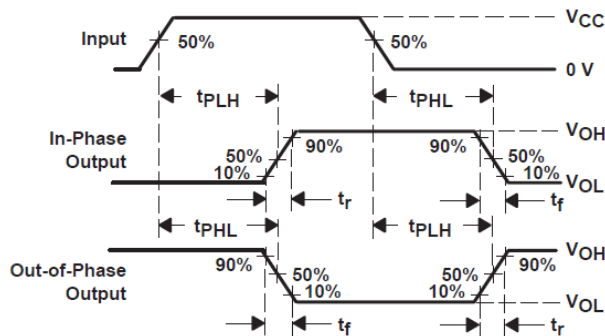 VCC
Input
50%
50%
0 V
tPLH
tPHL
In-Phase
Output
VOH
90%
90%
50%
50%
10%
10%
VOL
tr
tf
tPHL
tPLH
Out-of-Phase
Output
VOH
90%
90%
50%
50%
10%
10%
VOL
tf
tr